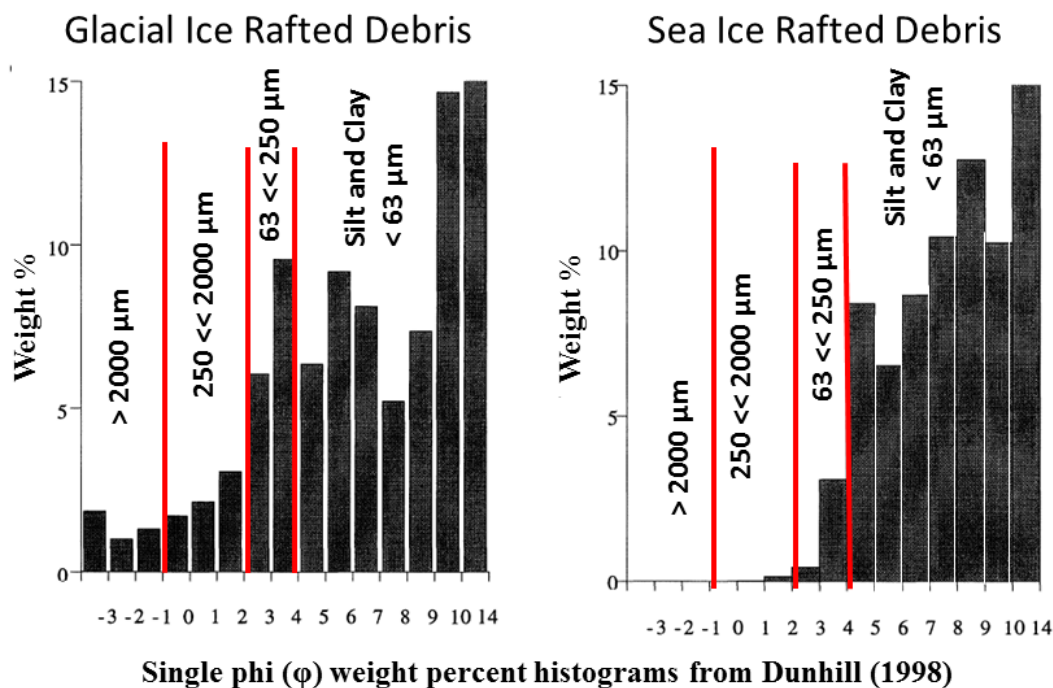 Glacial Ice Rafted Debris
Sea Ice Rafted Debris
Weight %
15
10
5
0
> 2000 µm
250 << 2000 µm
63 << 250 µm
Silt and Clay
< 63 µm
-3 -2 -1 0 1 2 3 4 5 6 7 8 9 10 14
Weight %
15
10
5
0
> 2000 µm
250 << 2000 µm
63 << 250 µm
Silt and Clay
< 63 µm
-3 -2 -1 0 1 2 3 4 5 6 7 8 9 10 14
Single phi (φ) weight percent histograms from Dunhill (1998)